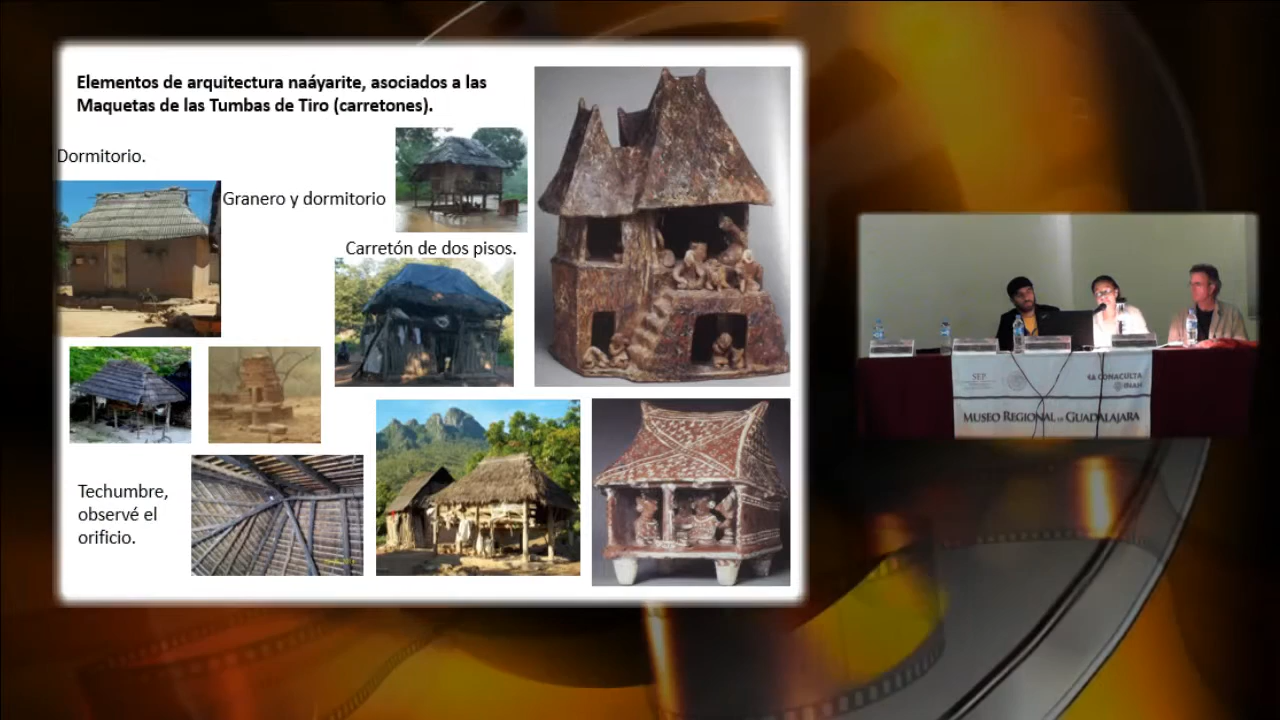 Elementos de arquitectura naáyarite, asociados a las
Maquetas de las Tumbas de Tiro (carretones).
Dormitorio.
Granero y dormitorio
Carretón de dos pisos.
Techumbre,
observé el
orificio.
SEP
CONACULTA
INAH
MUSEO REGIONAL DE GUADALAJARA